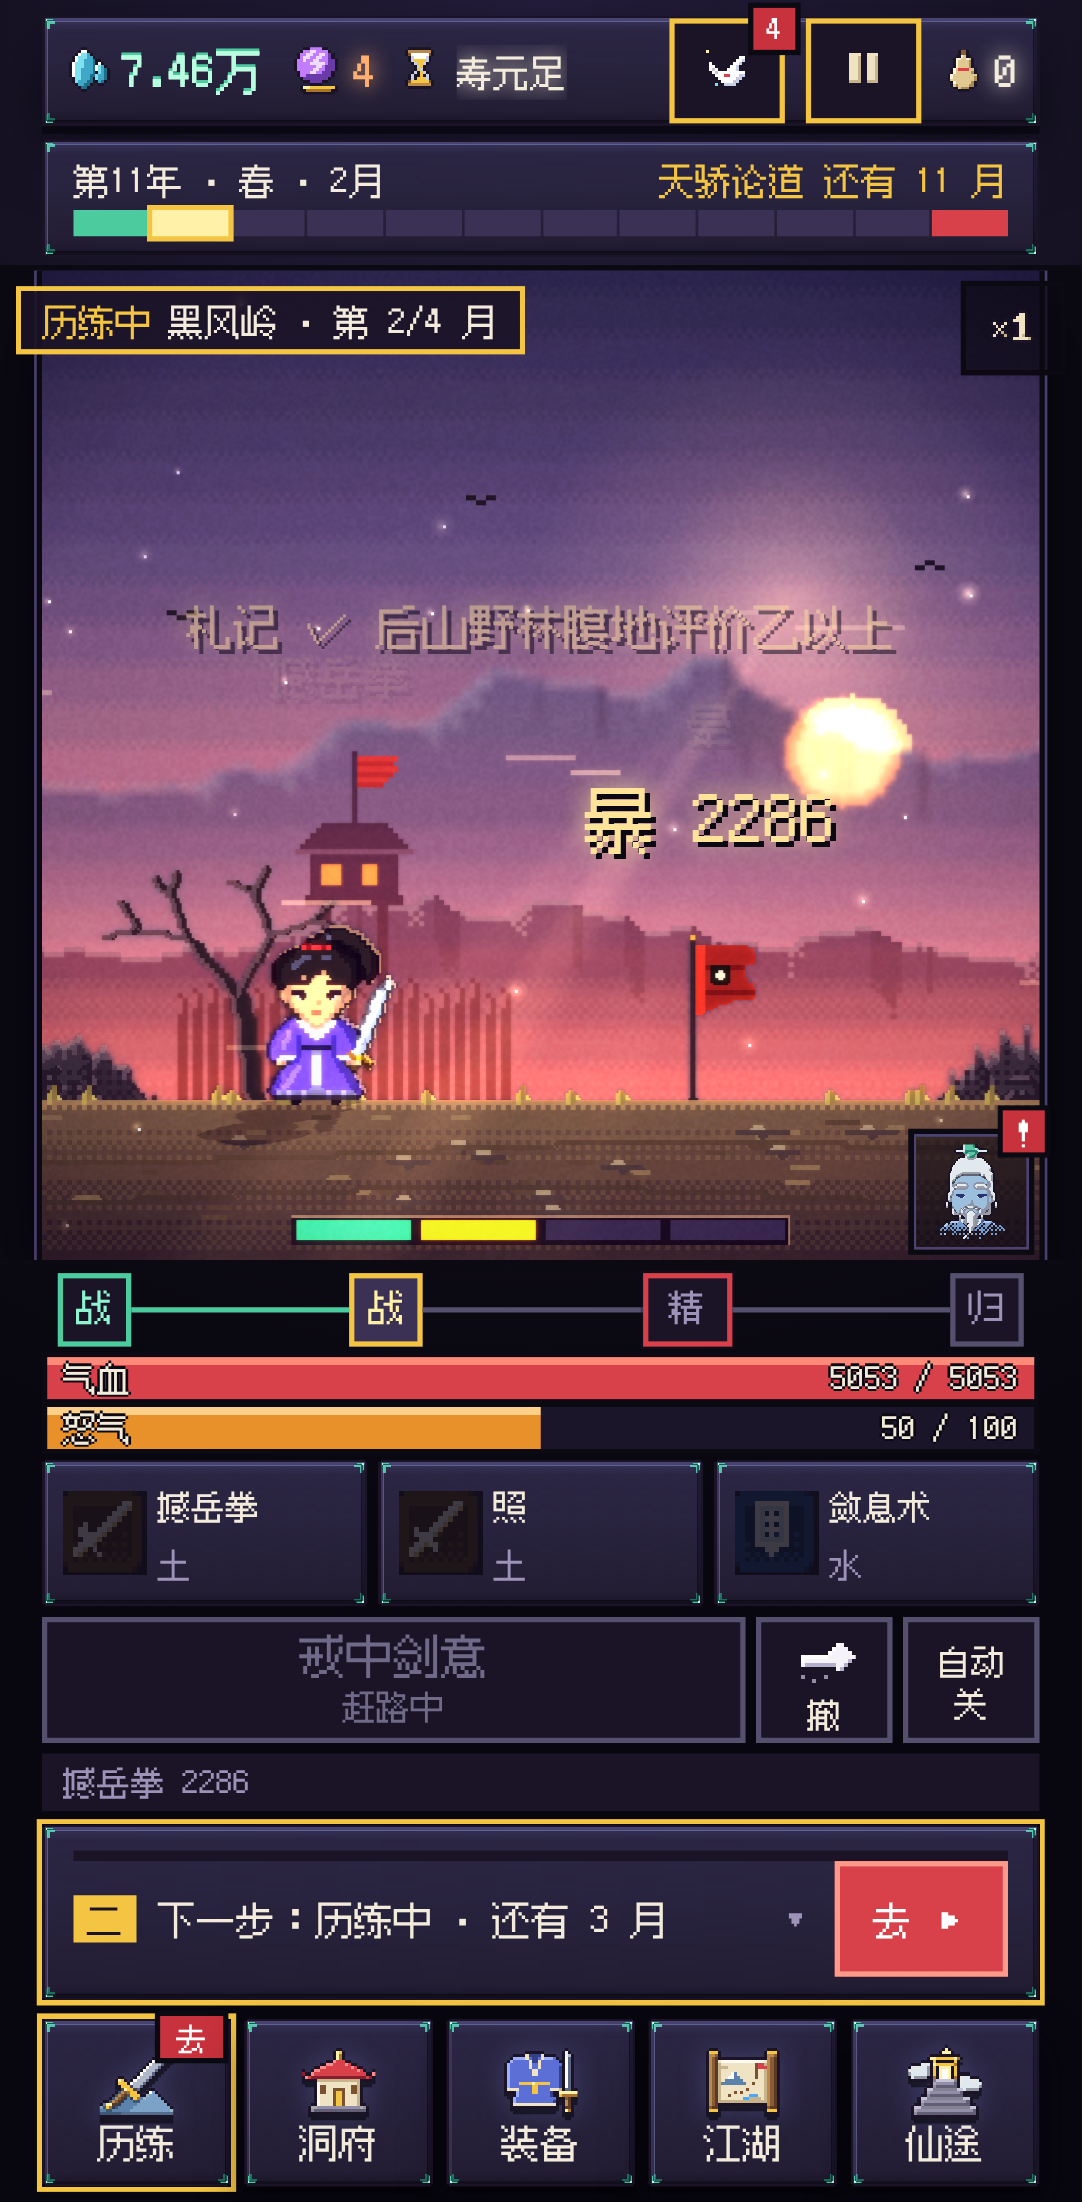 7.46万 4 寿元足 4 0
第11年 · 春 · 2月 天骄论道 还有 11 月
历练中 黑风岭 · 第 2/4 月 ×1
札记 ✓ 后山野林腹地评价乙以上
撼岳拳
暴
暴 2286
!
战 战 精 归
气血 5053 / 5053
怒气 50 / 100
撼岳拳 照 敛息术
土 土 水
戎中剑意
赶路中
撤
自动
关
撼岳拳 2286
二 下一步：历练中 · 还有 3 月 ▼ 去 ▶
去
历练 洞府 装备 江湖 仙途